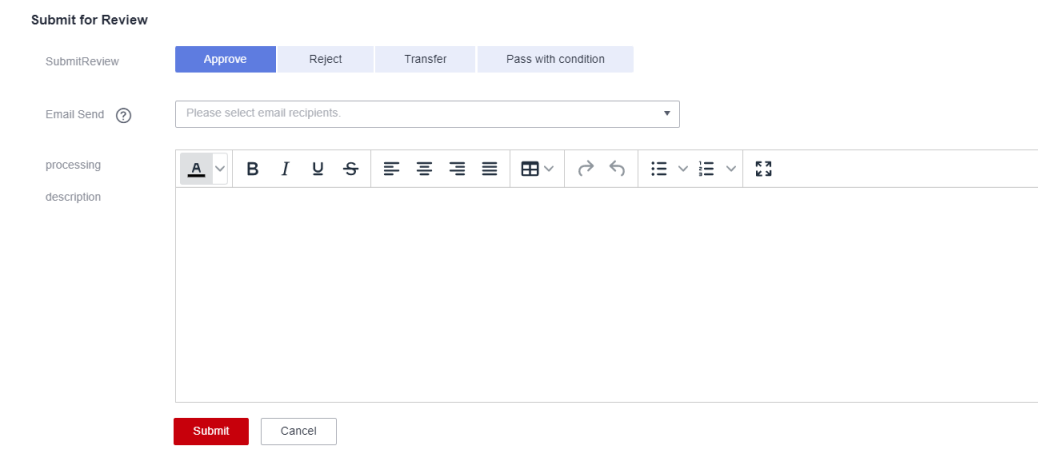 Submit for Review
SubmitReview Approve Reject Transfer Pass with condition
Email Send ? Please select email recipients.
processing A B I U S
description
Submit Cancel